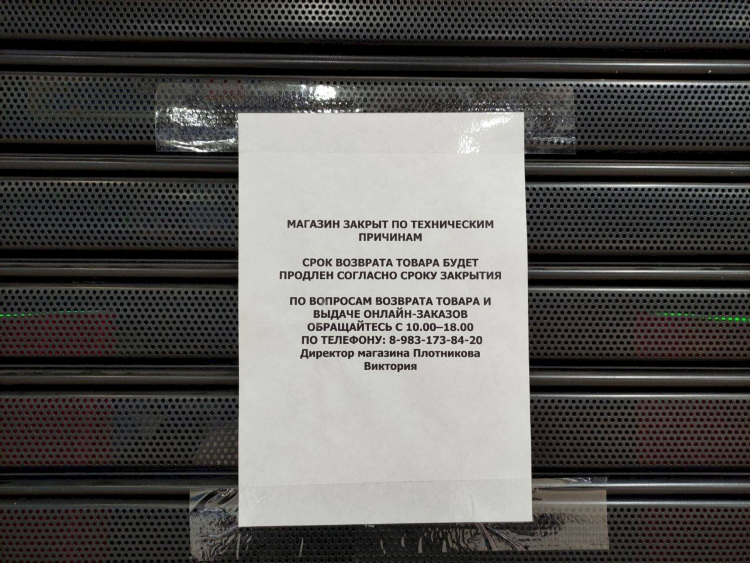 МАГАЗИН ЗАКРЫТ ПО ТЕХНИЧЕСКИМ
ПРИЧИНАМ
СРОК ВОЗВРАТА ТОВАРА БУДЕТ
ПРОДЛЕН СОГЛАСНО СРОКУ ЗАКРЫТИЯ
ПО ВОПРОСАМ ВОЗВРАТА ТОВАРА И
ВЫДАЧЕ ОНЛАЙН-ЗАКАЗОВ
ОБРАЩАЙТЕСЬ С 10.00–18.00
ПО ТЕЛЕФОНУ: 8-983-173-84-20
Директор магазина Плотникова
Виктория